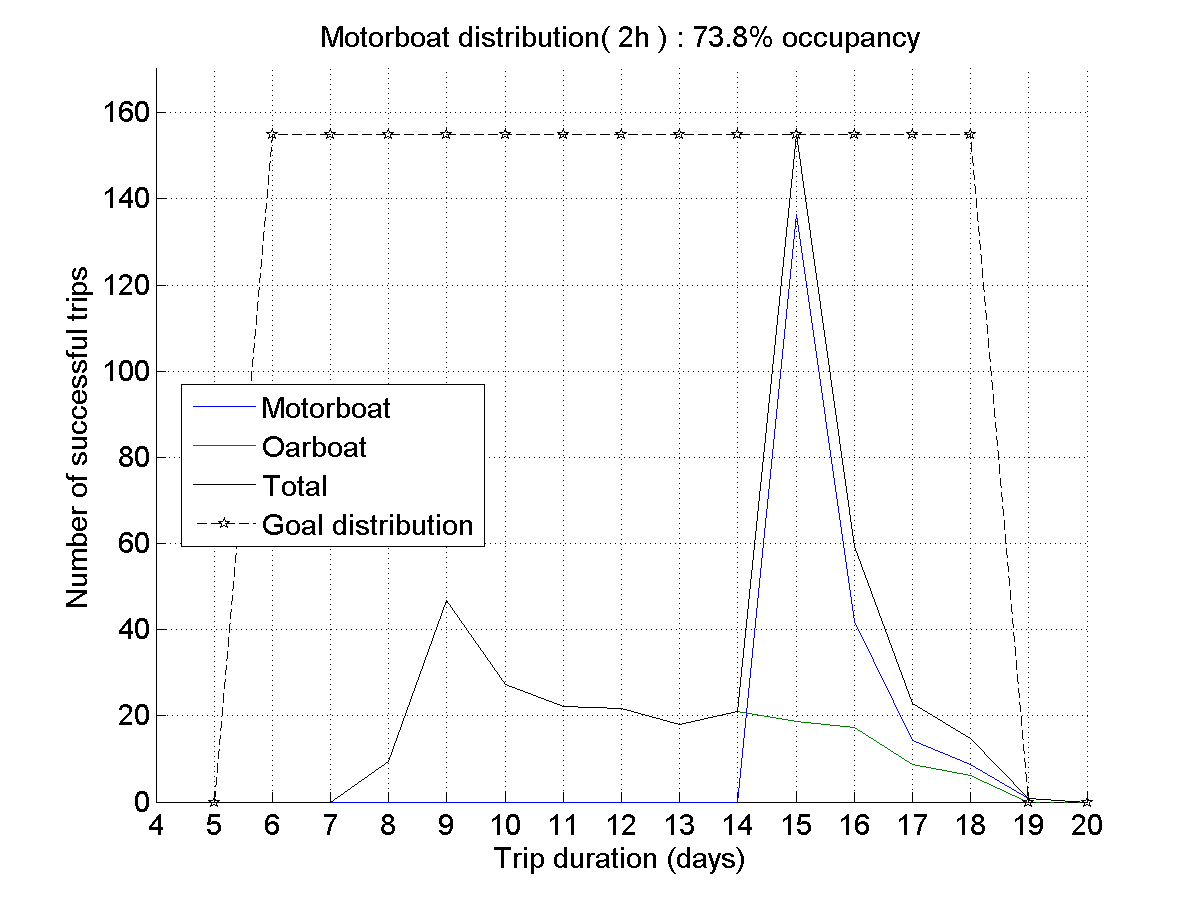 Motorboat distribution( 2h ) : 73.8% occupancy
Number of successful trips
160
140
120
100
80
60
40
20
0
Motorboat
Oarboat
Total
Goal distribution
4 5 6 7 8 9 10 11 12 13 14 15 16 17 18 19 20
Trip duration (days)